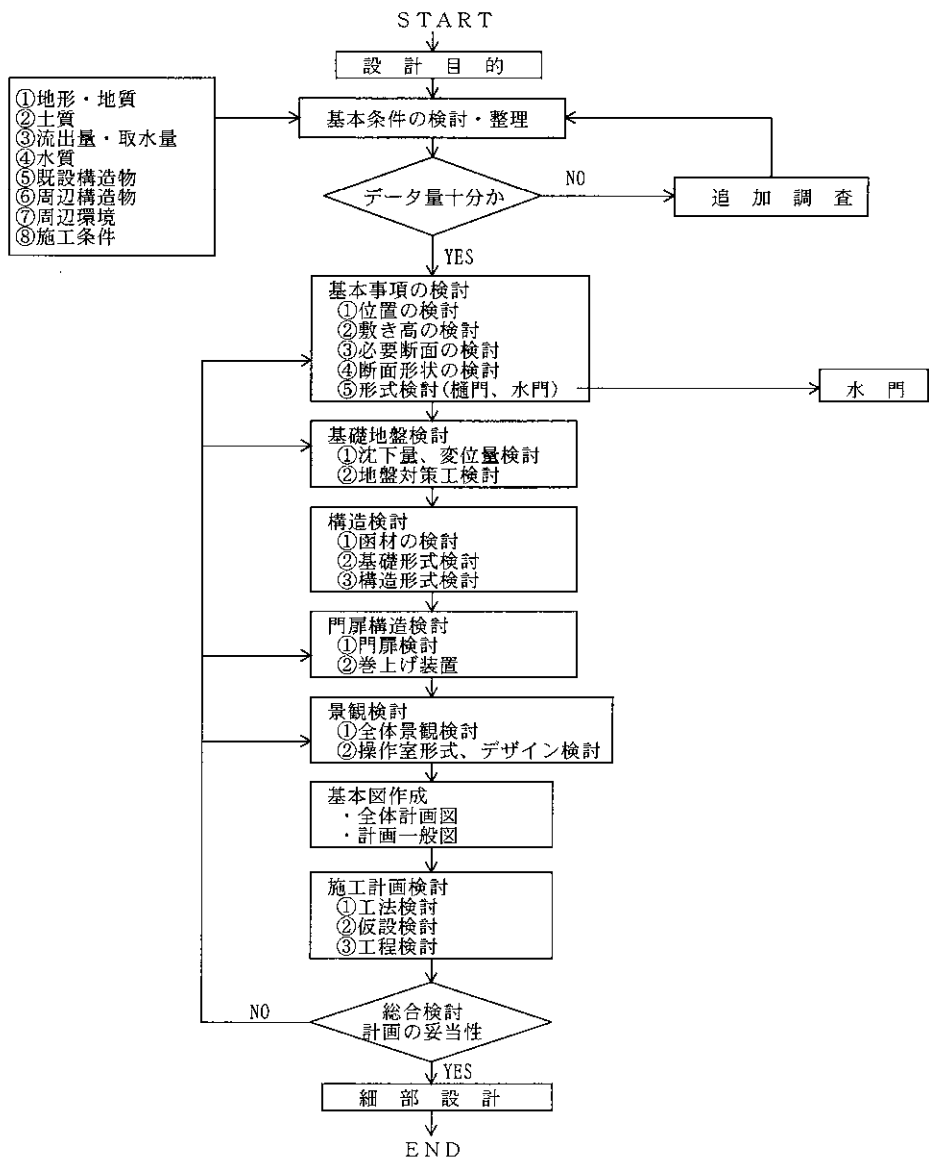 START
設計目的
①地形・地質
②土質
③流出量・取水量
④水質
⑤既設構造物
⑥周辺構造物
⑦周辺環境
⑧施工条件
基本条件の検討・整理
データ量十分か
NO
追加調査
YES
基本事項の検討
①位置の検討
②敷き高の検討
③必要断面の検討
④断面形状の検討
⑤形式検討(樋門、水門)
水門
基礎地盤検討
①沈下量、変位量検討
②地盤対策工検討
構造検討
①函材の検討
②基礎形式検討
③構造形式検討
門扉構造検討
①門扉検討
②巻上げ装置
景観検討
①全体景観検討
②操作室形式、デザイン検討
基本図作成
・全体計画図
・計画一般図
施工計画検討
①工法検討
②仮設検討
③工程検討
NO
総合検討
計画の妥当性
YES
細部設計
END